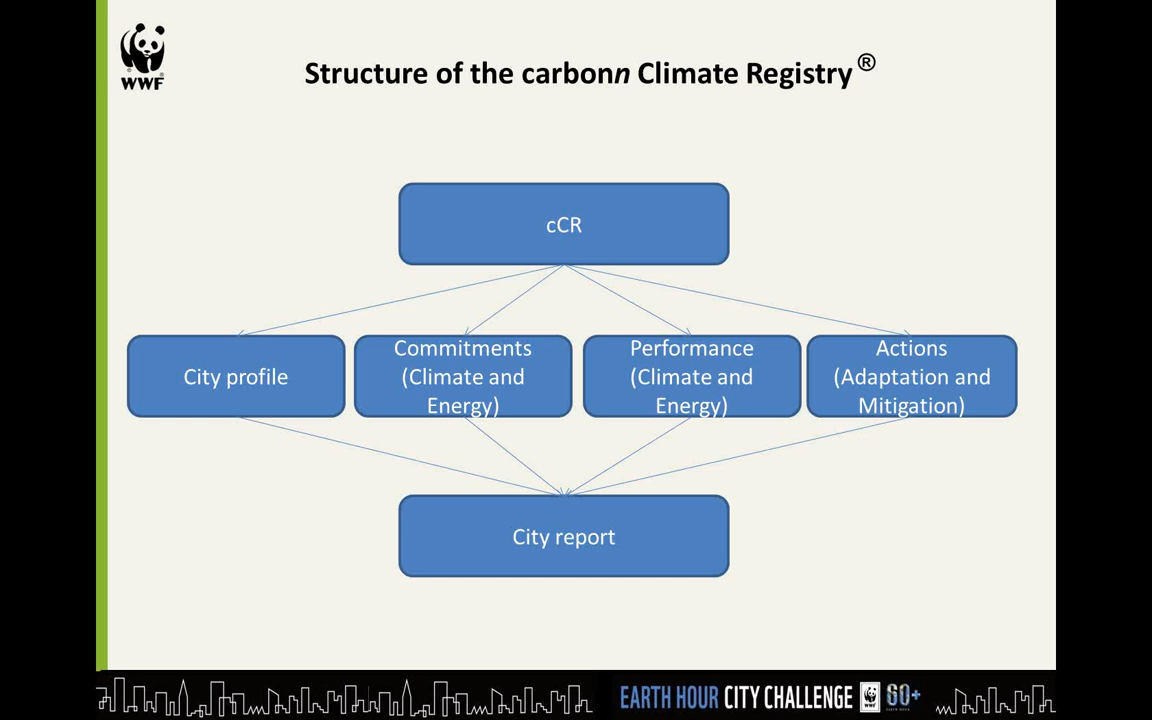 WWF
Structure of the carbonn Climate Registry®
cCR
City profile
Commitments
(Climate and
Energy)
Performance
(Climate and
Energy)
Actions
(Adaptation and
Mitigation)
City report
EARTH HOUR CITY CHALLENGE 60+